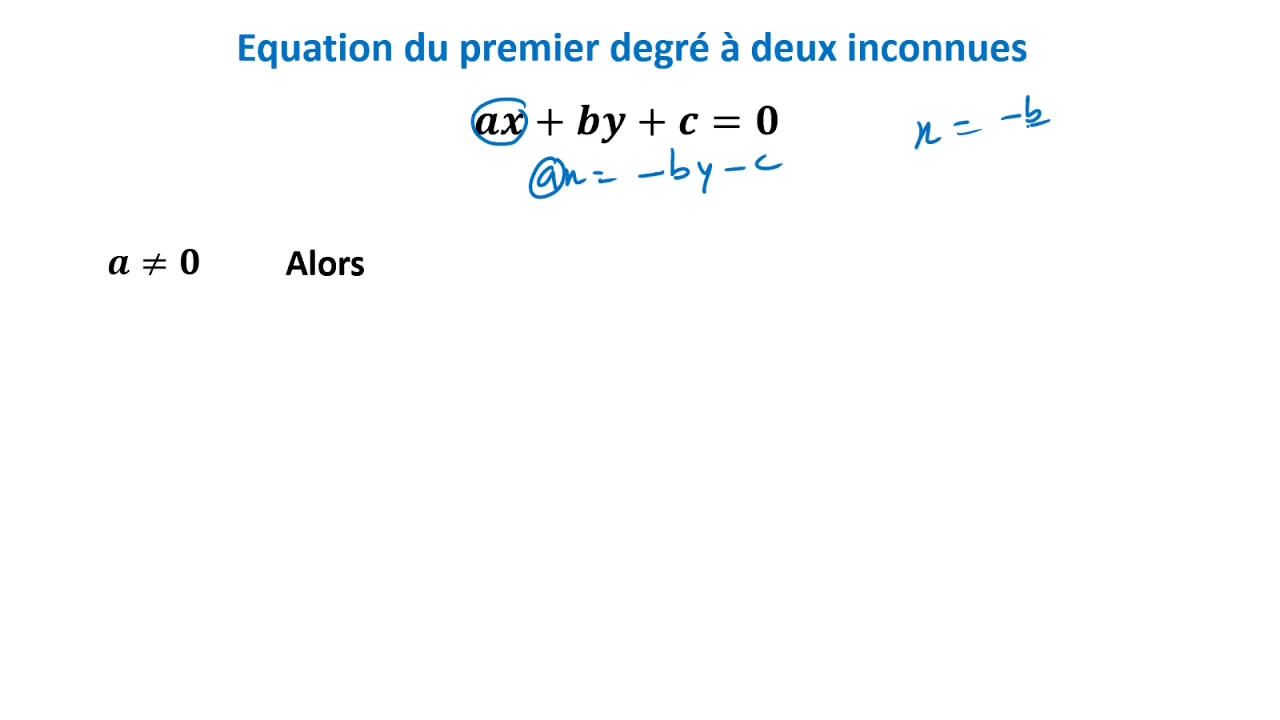 Equation du premier degré à deux inconnues
ax + by + c = 0
x = -b
ax = -by - c
a ≠ 0 Alors